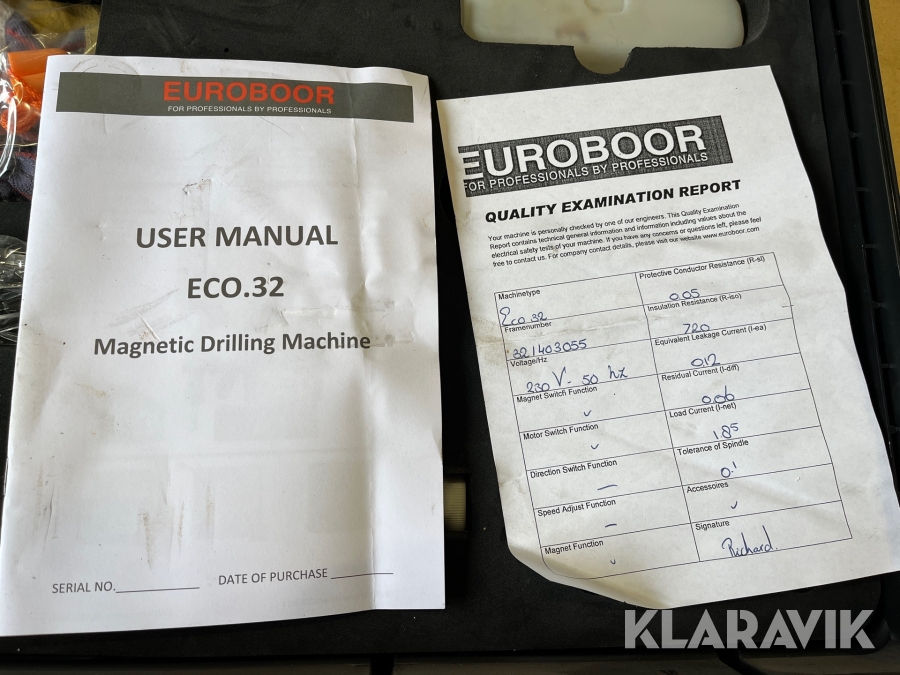 EUROBOOR
FOR PROFESSIONALS BY PROFESSIONALS
USER MANUAL
ECO.32
Magnetic Drilling Machine
SERIAL NO.
DATE OF PURCHASE
EUROBOOR
FOR PROFESSIONALS BY PROFESSIONALS
QUALITY EXAMINATION REPORT
Your machine is personally checked by one of our engineers. This Quality Examination
Report contains technical general information and information including values about the
electrical safety tests of your machine. If you have any concerns or questions left, please feel
free to contact us. For company contact details, please visit our website www.euroboor.com
Machinetype
Eco 32
Framenumber
321403055
Voltage/Hz
230 V - 50 hz
Magnet Switch Function
Motor Switch Function
Direction Switch Function
—
Speed Adjust Function
—
Magnet Function
Protective Conductor Resistance (R-sl)
0.05
Insulation Resistance (R-iso)
720
Equivalent Leakage Current (I-ea)
0.12
Residual Current (I-diff)
0.06
Load Current (I-net)
1.85
Tolerance of Spindle
0.1
Accessoires
Signature
Richard.
KLARAVIK